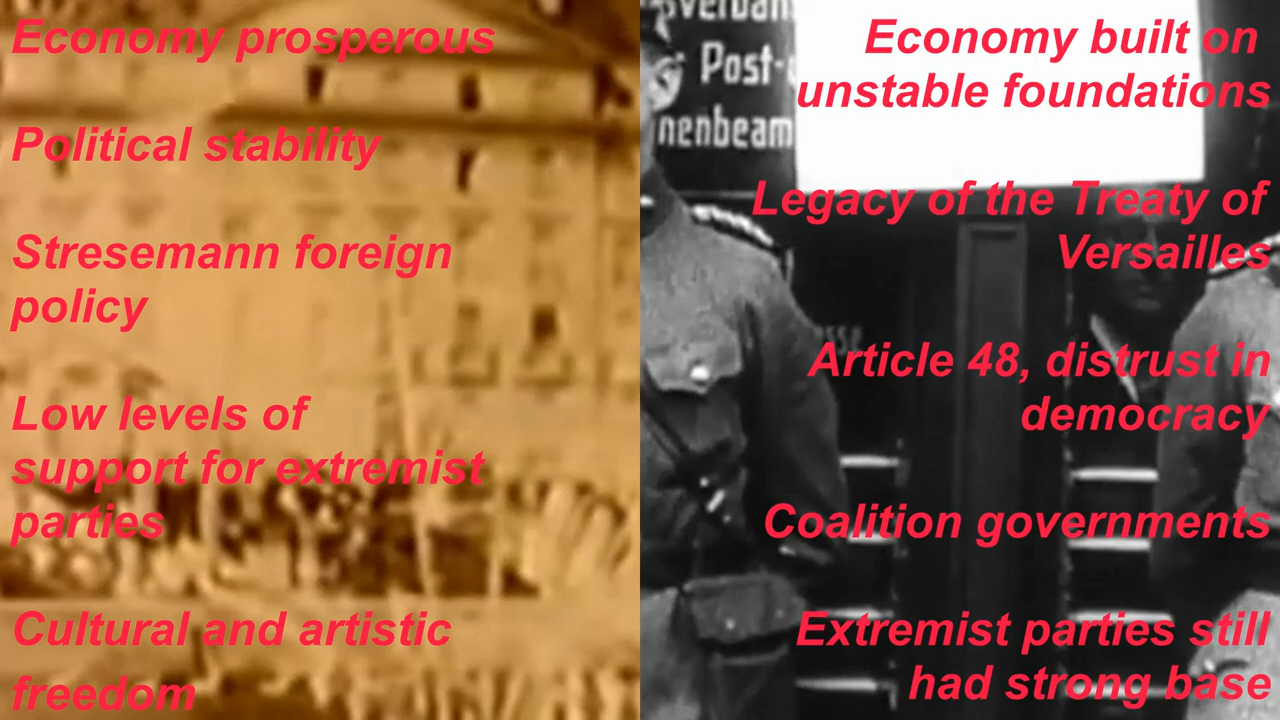 Economy prosperous
Political stability
Stresemann foreign
policy
Low levels of
support for extremist
parties
Cultural and artistic
freedom
Economy built on
unstable foundations
Legacy of the Treaty of
Versailles
Article 48, distrust in
democracy
Coalition governments
Extremist parties still
had strong base
Post-